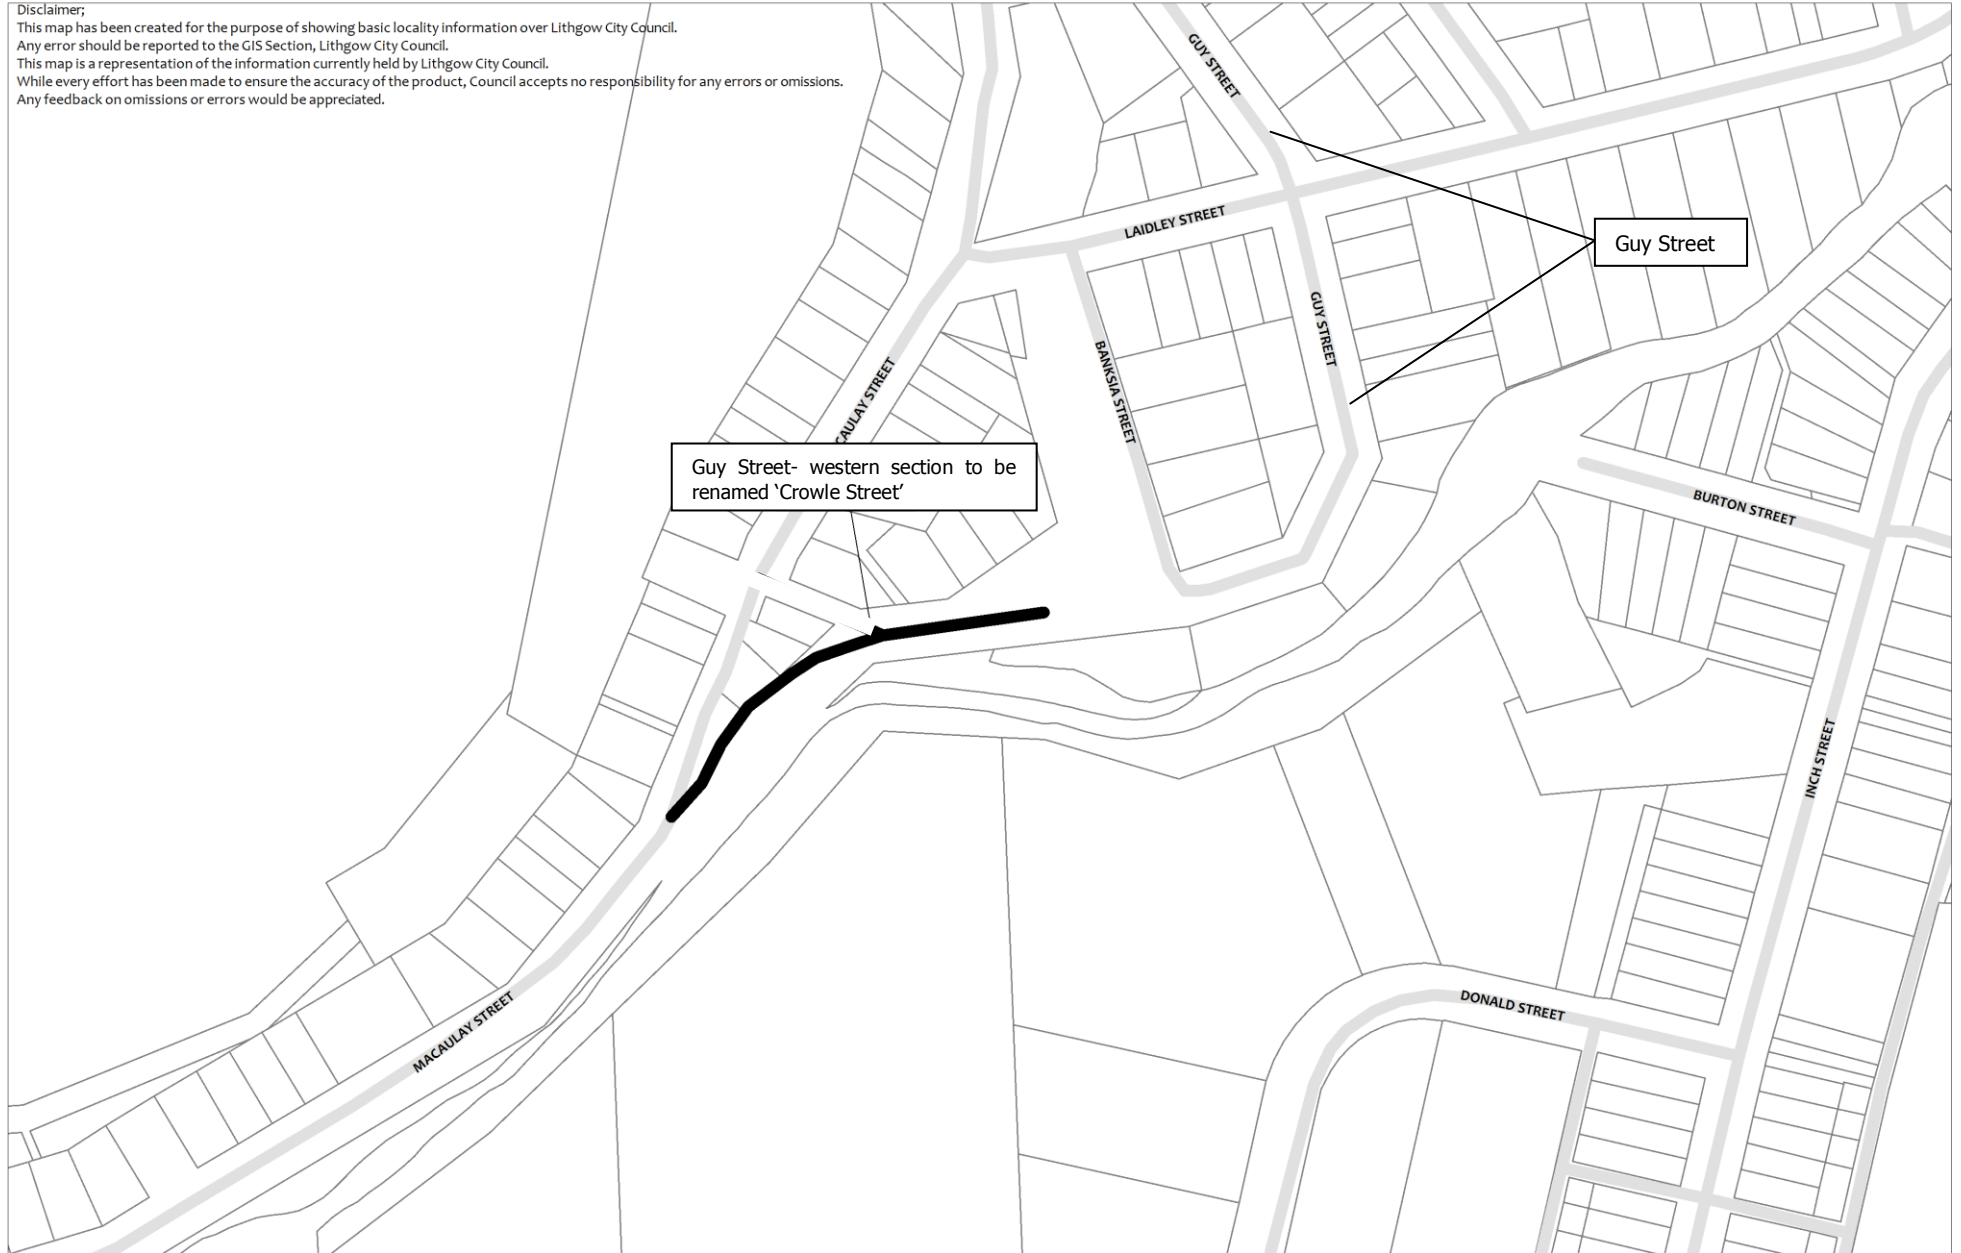 Disclaimer;
This map has been created for the purpose of showing basic locality information over Lithgow City Council.
Any error should be reported to the GIS Section, Lithgow City Council.
This map is a representation of the information currently held by Lithgow City Council.
While every effort has been made to ensure the accuracy of the product, Council accepts no responsibility for any errors or omissions.
Any feedback on omissions or errors would be appreciated.
GUY STREET
LAIDLEY STREET
Guy Street
GUY STREET
BANKSIA STREET
CAULAY STREET
Guy Street- western section to be
renamed ‘Crowle Street’
BURTON STREET
INCH STREET
DONALD STREET
MACAULAY STREET